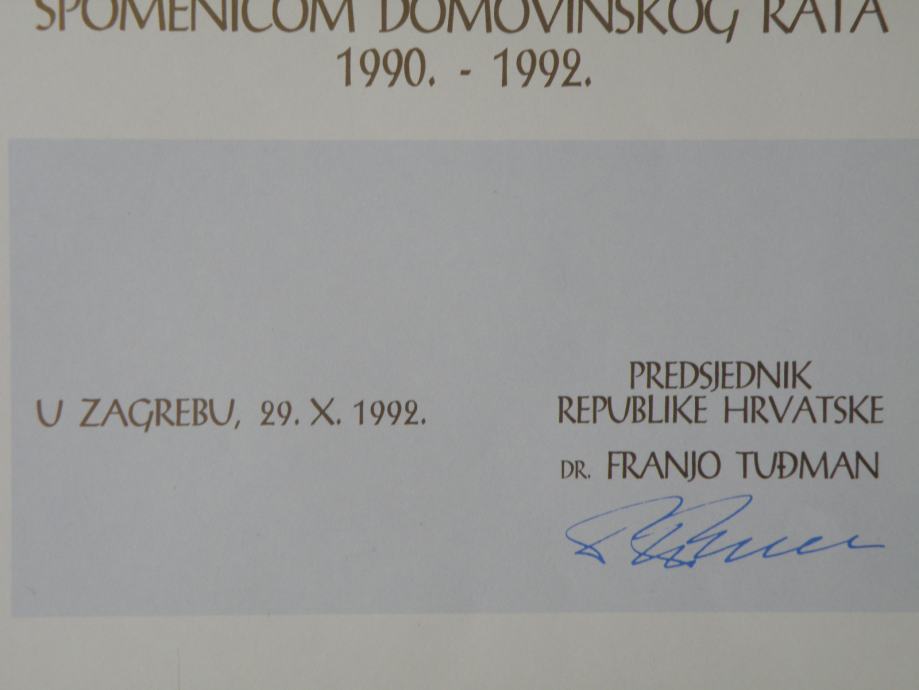 SPOMENICOM DOMOVINSKOG RATA
1990. - 1992.
U ZAGREBU, 29. X. 1992.
PREDSJEDNIK
REPUBLIKE HRVATSKE
DR. FRANJO TUĐMAN